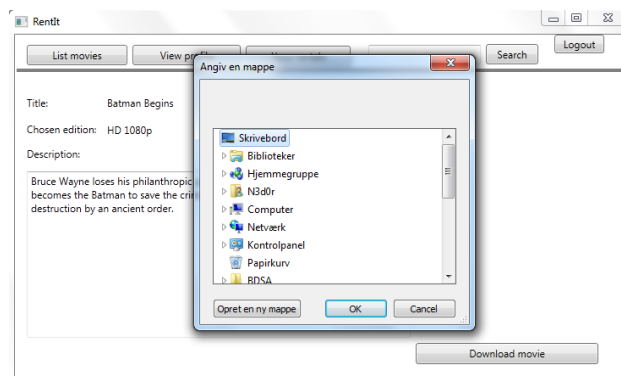 RentIt
Logout
List movies
View pr
Search
Angiv en mappe
Title:
Batman Begins
Chosen edition:
HD 1080p
Description:
Bruce Wayne loses his philanthropic
becomes the Batman to save the cri
destruction by an ancient order.
Skrivebord
Biblioteker
Hjemmegruppe
N3d0r
Computer
Netværk
Kontrolpanel
Papirkurv
BDSA
Opret en ny mappe
OK
Cancel
Download movie